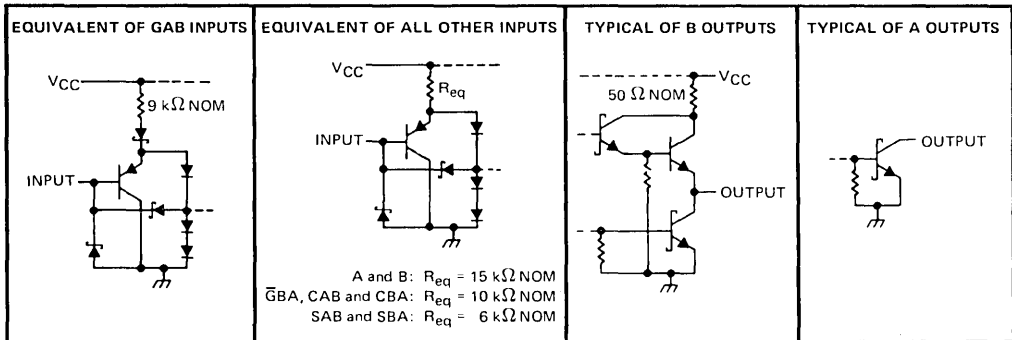 EQUIVALENT OF GAB INPUTS
VCC
9 kΩ NOM
INPUT
EQUIVALENT OF ALL OTHER INPUTS
VCC
Req
INPUT
A and B: Req = 15 kΩ NOM
G̅BA, CAB and CBA: Req = 10 kΩ NOM
SAB and SBA: Req = 6 kΩ NOM
TYPICAL OF B OUTPUTS
VCC
50 Ω NOM
OUTPUT
TYPICAL OF A OUTPUTS
OUTPUT